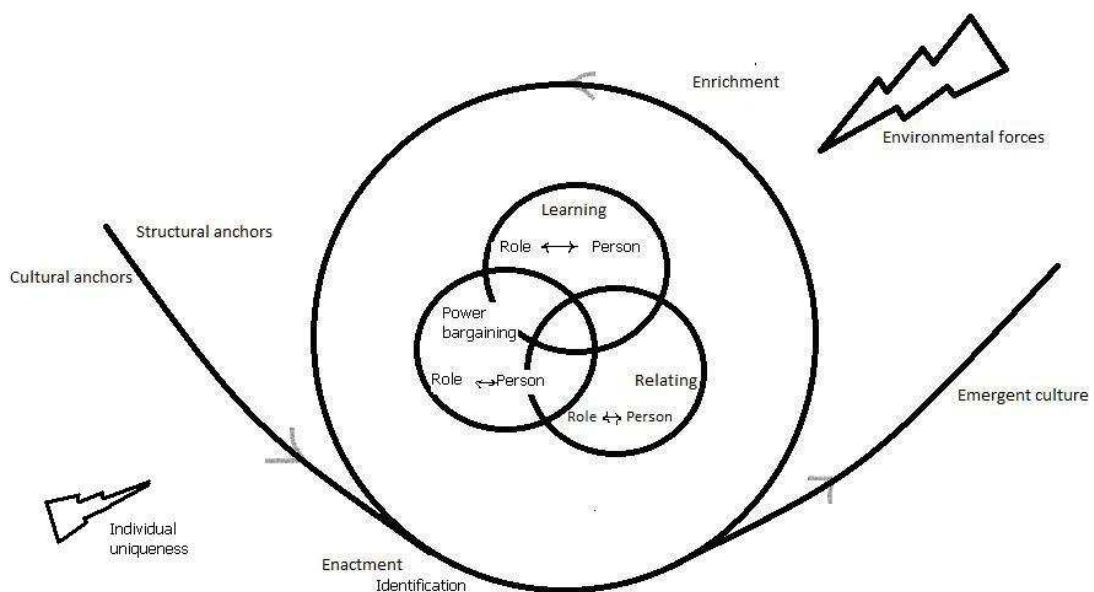 Enrichment
Environmental forces
Learning
Role Person
Structural anchors
Cultural anchors
Power
bargaining
Role Person
Relating
Role Person
Emergent culture
Individual
uniqueness
Enactment
Identification